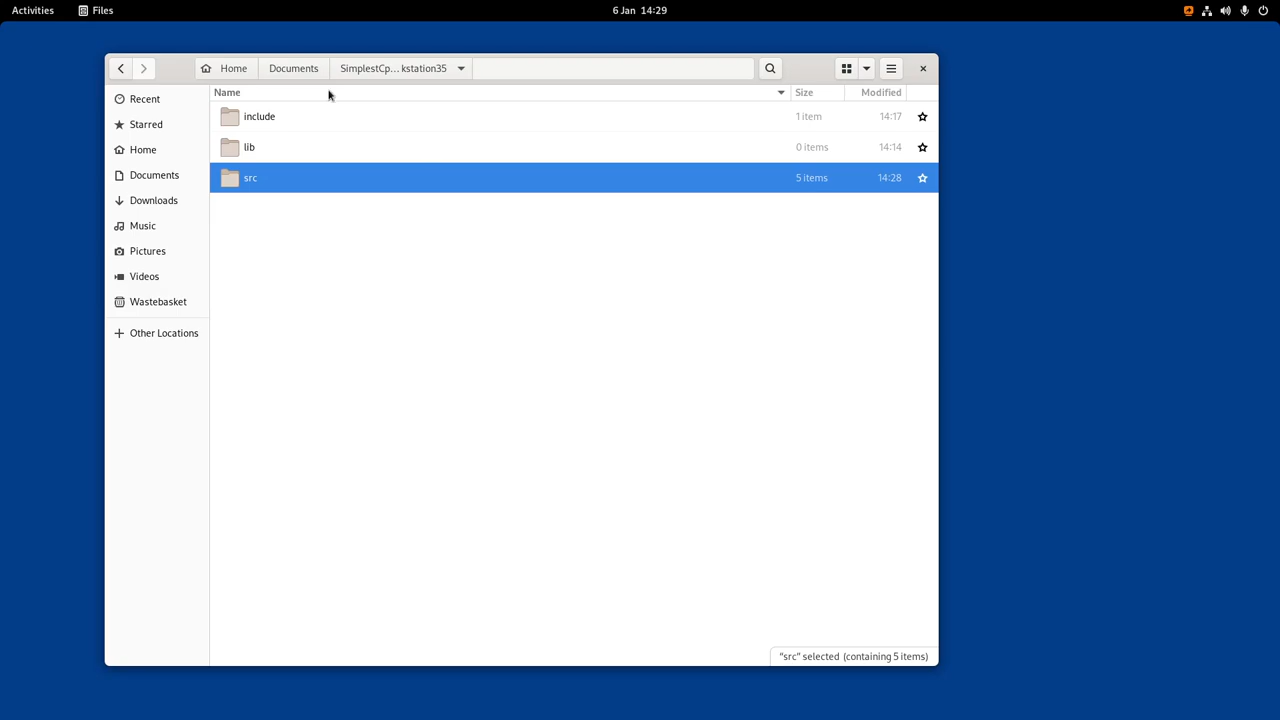 Activities Files 6 Jan 14:29
Home Documents SimplestCp... kstation35
Recent
Starred
Home
Documents
Downloads
Music
Pictures
Videos
Wastebasket
Other Locations
Name Size Modified
include 1 item 14:17
lib 0 items 14:14
src 5 items 14:28
"src" selected (containing 5 items)